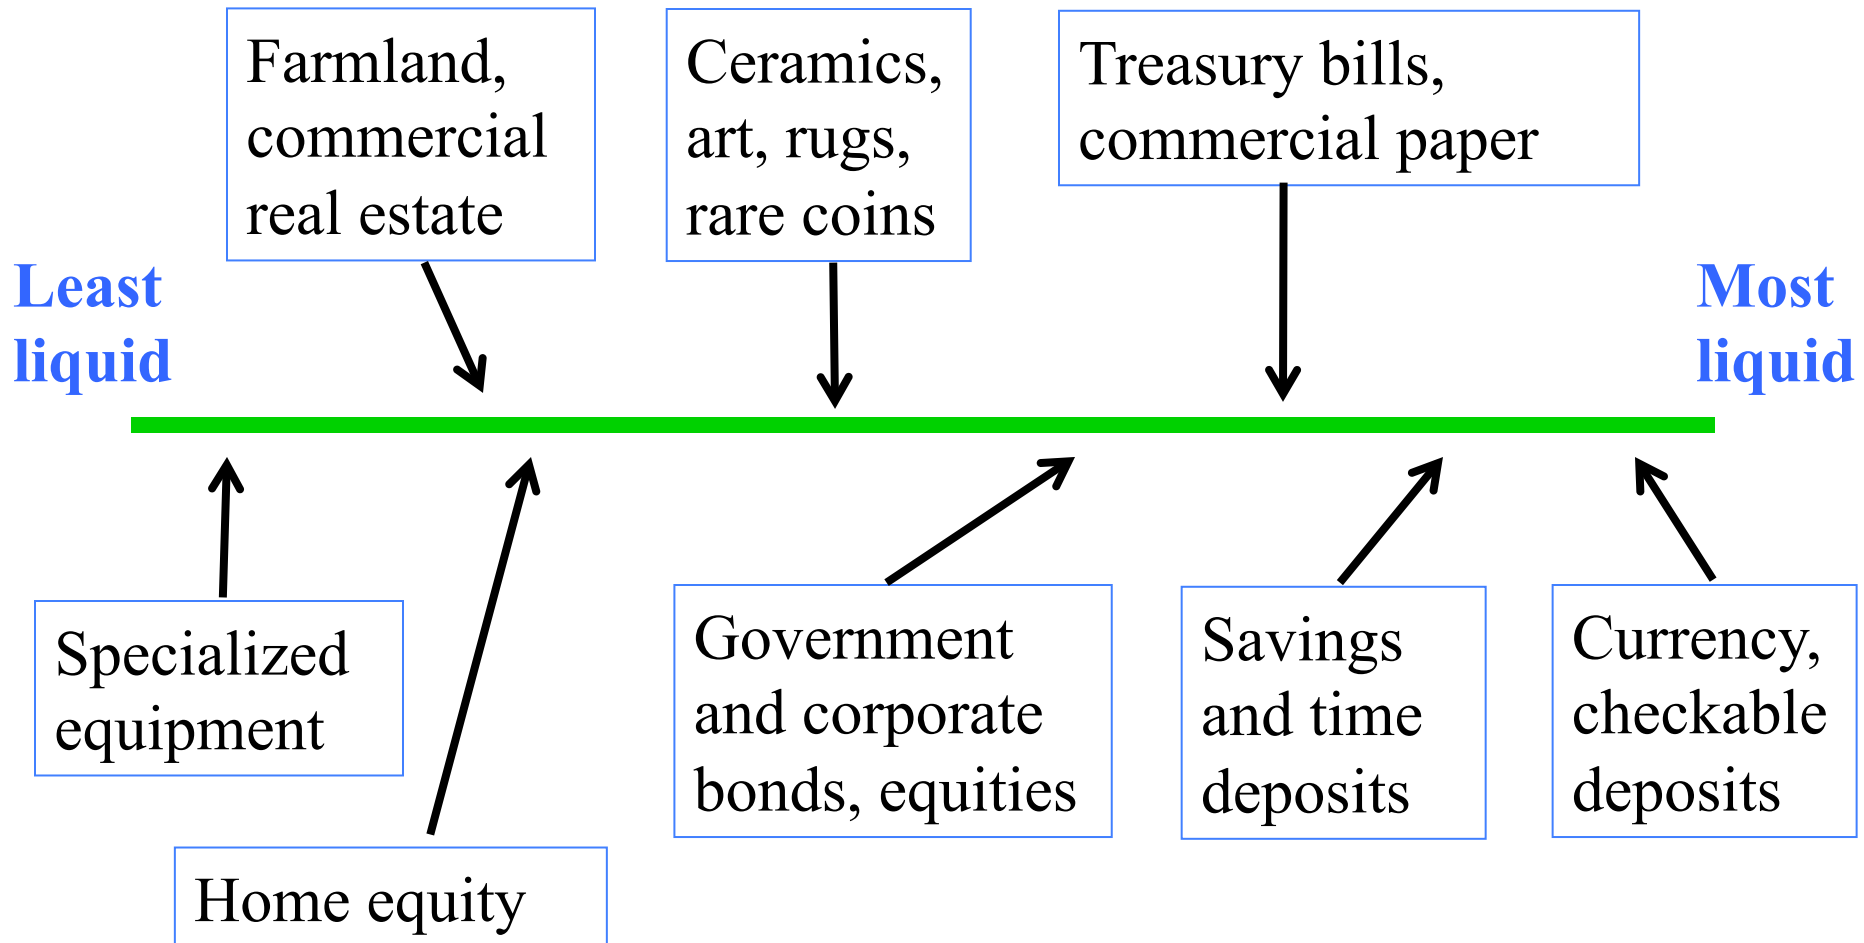 Farmland,
commercial
real estate
Ceramics,
art, rugs,
rare coins
Treasury bills,
commercial paper
Least
liquid
Most
liquid
Specialized
equipment
Home equity
Government
and corporate
bonds, equities
Savings
and time
deposits
Currency,
checkable
deposits